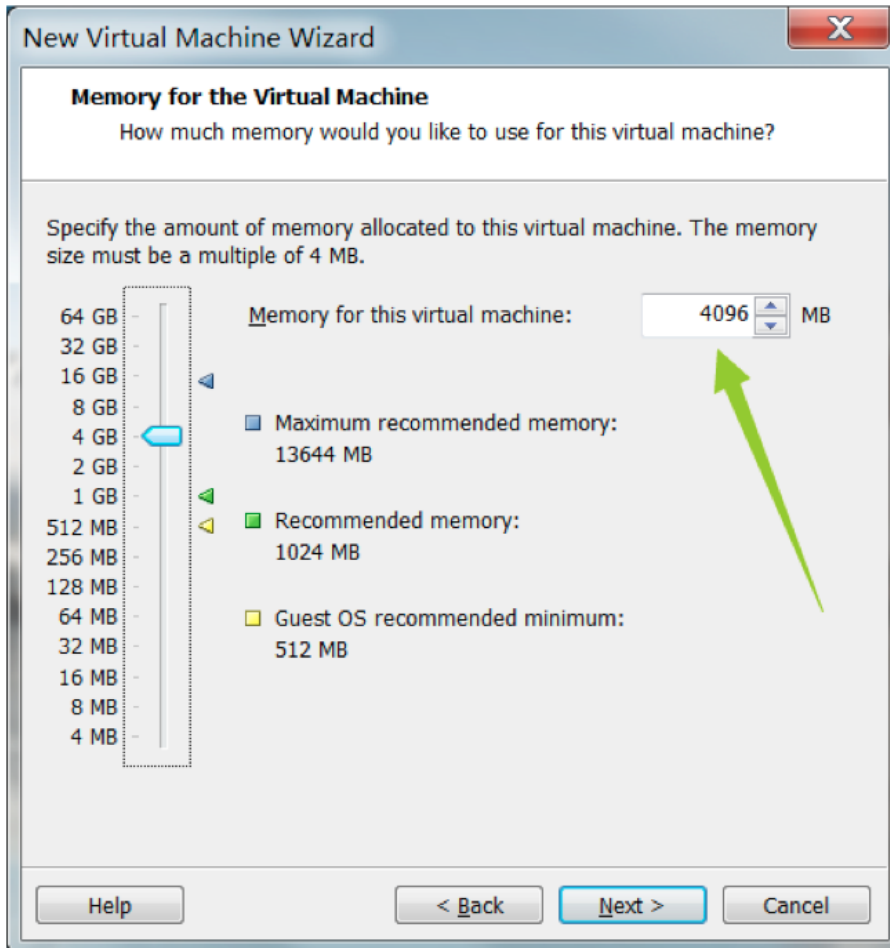 New Virtual Machine Wizard
Memory for the Virtual Machine
How much memory would you like to use for this virtual machine?
Specify the amount of memory allocated to this virtual machine. The memory
size must be a multiple of 4 MB.
64 GB
32 GB
16 GB
8 GB
4 GB
2 GB
1 GB
512 MB
256 MB
128 MB
64 MB
32 MB
16 MB
8 MB
4 MB
Memory for this virtual machine: 4096 MB
Maximum recommended memory:
13644 MB
Recommended memory:
1024 MB
Guest OS recommended minimum:
512 MB
Help < Back Next > Cancel